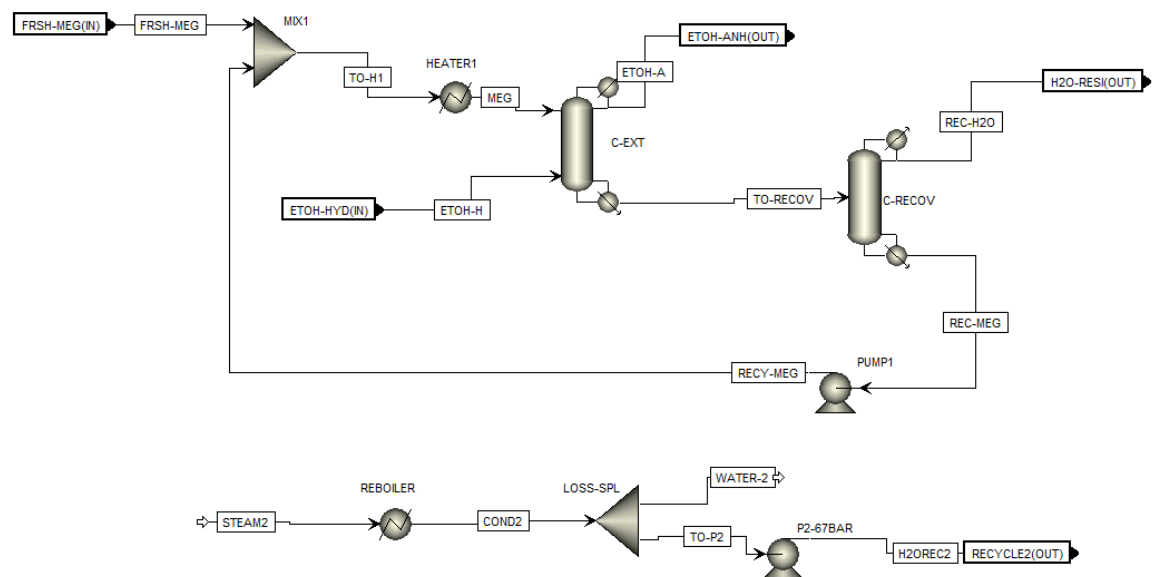 FRSH-MEG(IN)
FRSH-MEG
MIX1
TO-H1
HEATER1
MEG
ETOH-ANH(OUT)
ETOH-A
C-EXT
ETOH-HYD(IN)
ETOH-H
H2O-RESI(OUT)
REC-H2O
TO-RECOV
C-RECOV
REC-MEG
PUMP1
RECY-MEG
REBOILER
LOSS-SPL
WATER-2
STEAM2
COND2
TO-P2
P2-67BAR
H2OREC2
RECYCLE2(OUT)